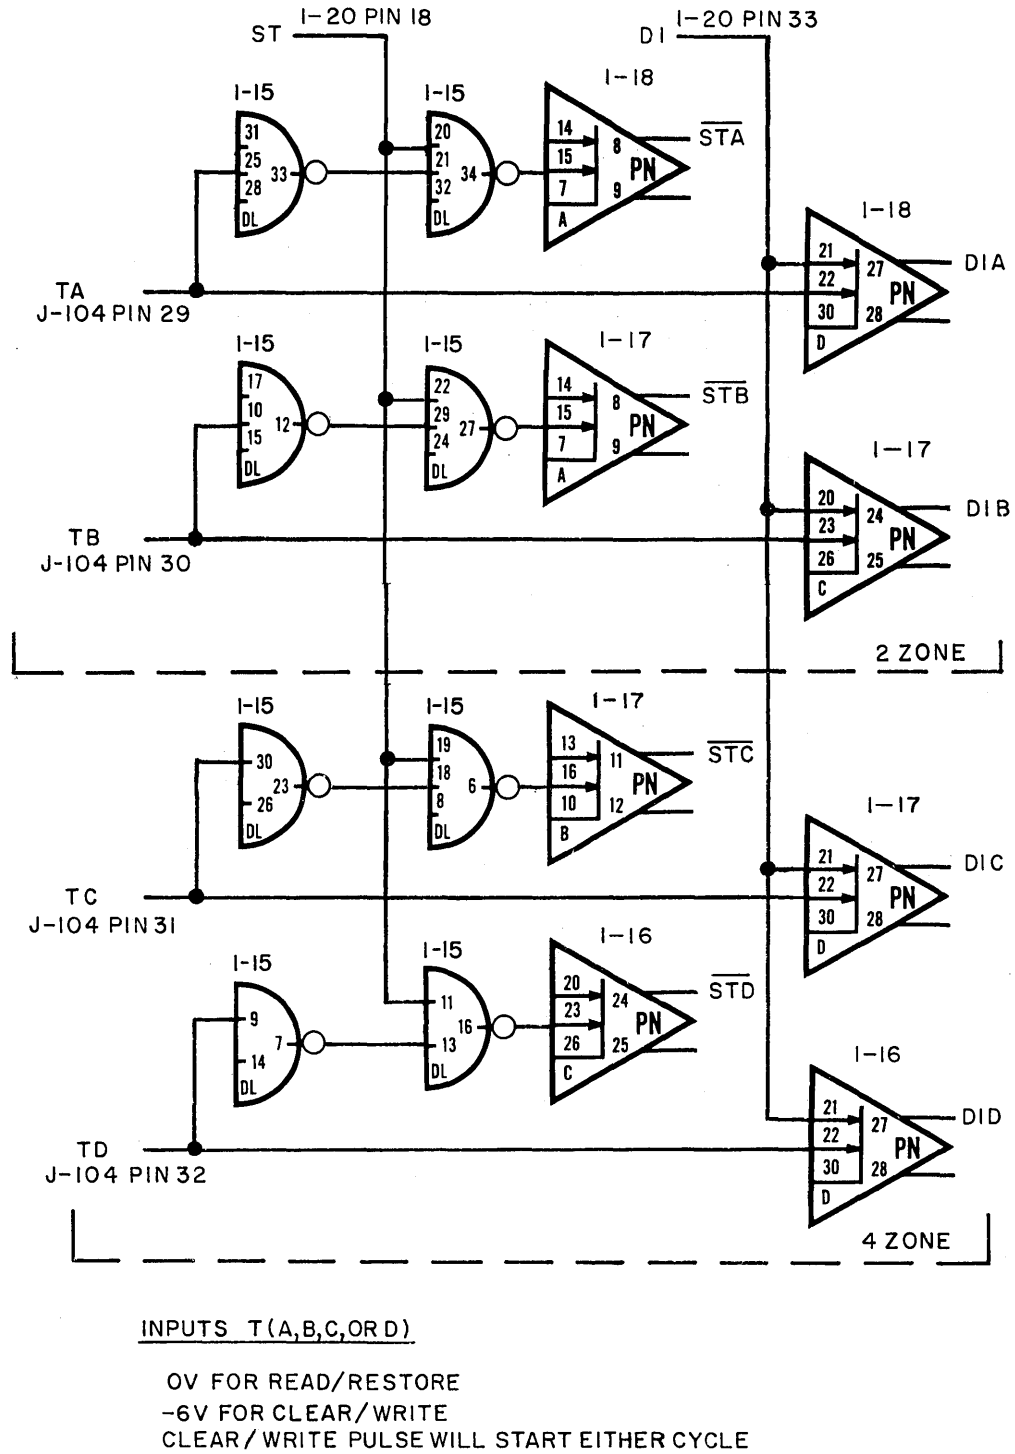 ST 1-20 PIN 18
DI 1-20 PIN 33
1-15
31
25
28
33
DL
1-15
20
21
32
34
DL
1-18
14
15
7
A
8
9
PN
STA
1-18
21
22
30
D
27
28
PN
DIA
TA
J-104 PIN 29
1-15
17
10
15
12
DL
1-15
22
29
24
27
DL
1-17
14
15
7
A
8
9
PN
STB
1-17
20
23
26
C
24
25
PN
DIB
TB
J-104 PIN 30
2 ZONE
1-15
30
23
26
DL
1-15
19
18
8
6
DL
1-17
13
16
10
B
11
12
PN
STC
1-17
21
22
30
D
27
28
PN
DIC
TC
J-104 PIN 31
1-15
9
7
14
DL
1-15
11
16
13
DL
1-16
20
23
26
C
24
25
PN
STD
1-16
21
22
30
D
27
28
PN
DID
TD
J-104 PIN 32
4 ZONE
INPUTS T(A,B,C,OR D)
0V FOR READ/RESTORE
-6V FOR CLEAR/WRITE
CLEAR/WRITE PULSE WILL START EITHER CYCLE